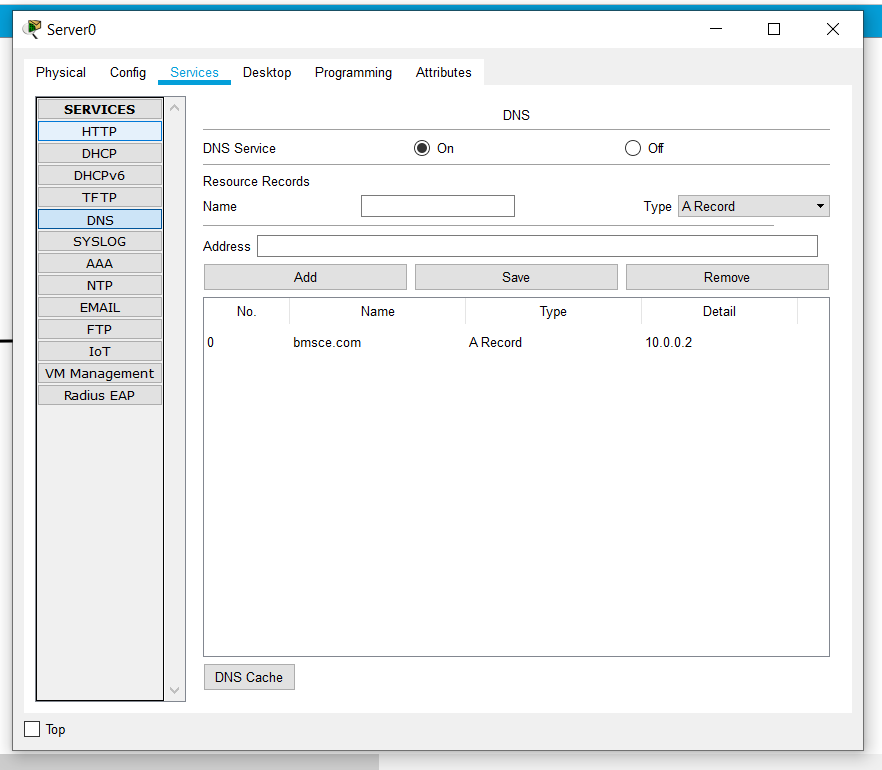 Server0
Physical Config Services Desktop Programming Attributes
SERVICES
HTTP
DHCP
DHCPv6
TFTP
DNS
SYSLOG
AAA
NTP
EMAIL
FTP
IoT
VM Management
Radius EAP
DNS
DNS Service On Off
Resource Records
Name Type A Record
Address
Add Save Remove
No. Name Type Detail
0 bmsce.com A Record 10.0.0.2
DNS Cache
Top